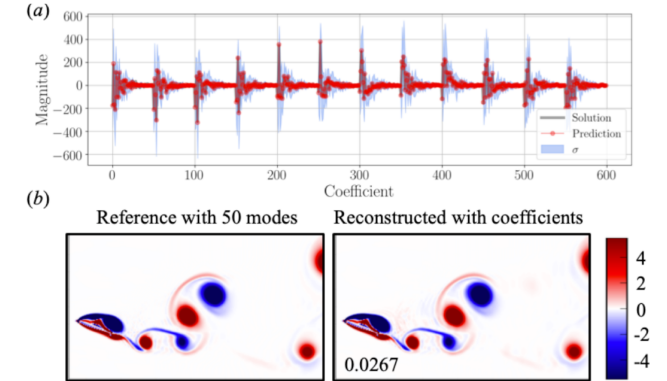 (a)
600
400
200
0
−200
−400
−600
Magnitude
Solution
Prediction
σ
0 100 200 300 400 500 600
Coefficient
(b)
Reference with 50 modes Reconstructed with coefficients
4
2
0
-2
-4
0.0267